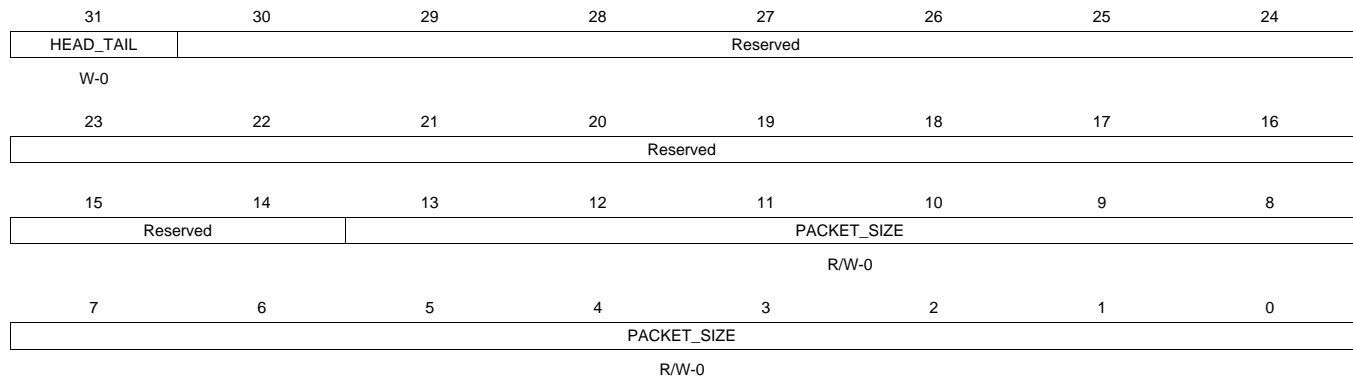 31 30 29 28 27 26 25 24
HEAD_TAIL Reserved
W-0
23 22 21 20 19 18 17 16
Reserved
15 14 13 12 11 10 9 8
Reserved PACKET_SIZE
R/W-0
7 6 5 4 3 2 1 0
PACKET_SIZE
R/W-0